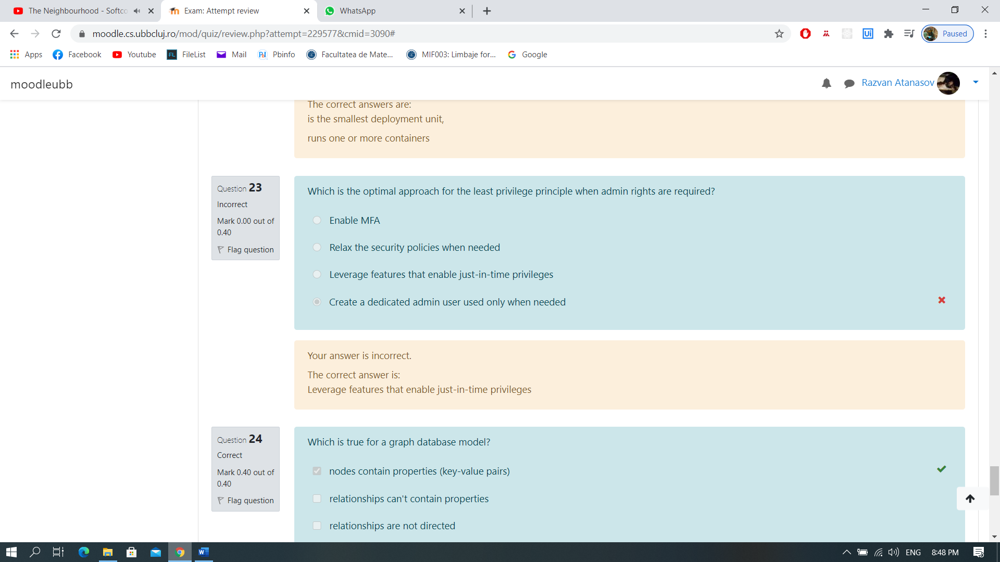 The Neighbourhood - Softco
Exam: Attempt review
WhatsApp
moodle.cs.ubbcluj.ro/mod/quiz/review.php?attempt=229577&cmid=3090#
Paused
Apps
Facebook
Youtube
FL
FileList
Mail
Pbinfo
Facultatea de Mate...
MIF003: Limbaje for...
Google
moodleubb
Razvan Atanasov
The correct answers are:
is the smallest deployment unit,
runs one or more containers
Question 23
Incorrect
Mark 0.00 out of
0.40
Flag question
Which is the optimal approach for the least privilege principle when admin rights are required?
Enable MFA
Relax the security policies when needed
Leverage features that enable just-in-time privileges
Create a dedicated admin user used only when needed
Your answer is incorrect.
The correct answer is:
Leverage features that enable just-in-time privileges
Question 24
Correct
Mark 0.40 out of
0.40
Flag question
Which is true for a graph database model?
nodes contain properties (key-value pairs)
relationships can't contain properties
relationships are not directed
ENG
8:48 PM